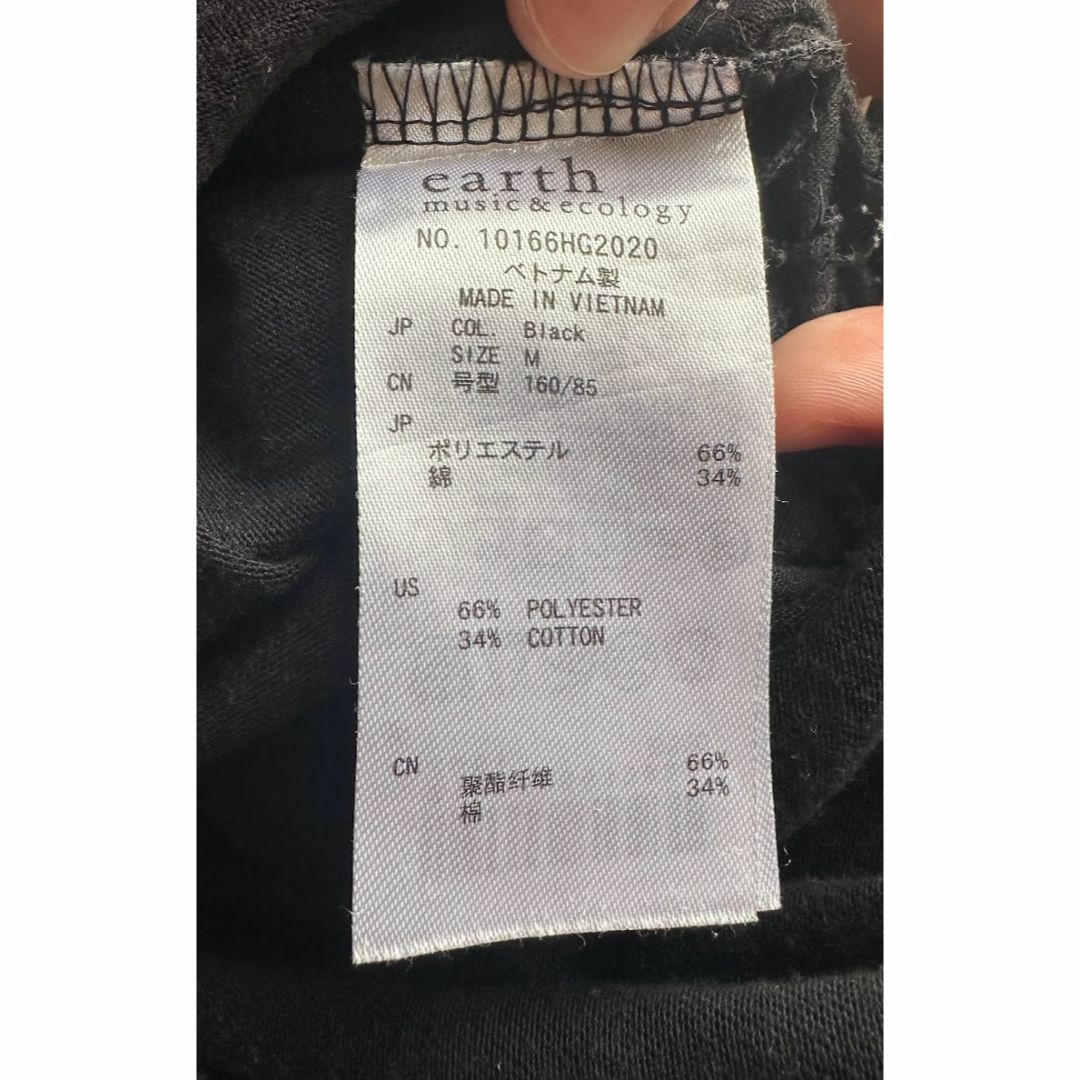 earth
music & ecology
NO. 10166HG2020
ベトナム製
MADE IN VIETNAM
JP COL. Black
SIZE M
CN 号型 160/85
JP
ポリエステル 66%
綿 34%
US
66% POLYESTER
34% COTTON
CN
聚酯纤维 66%
棉 34%